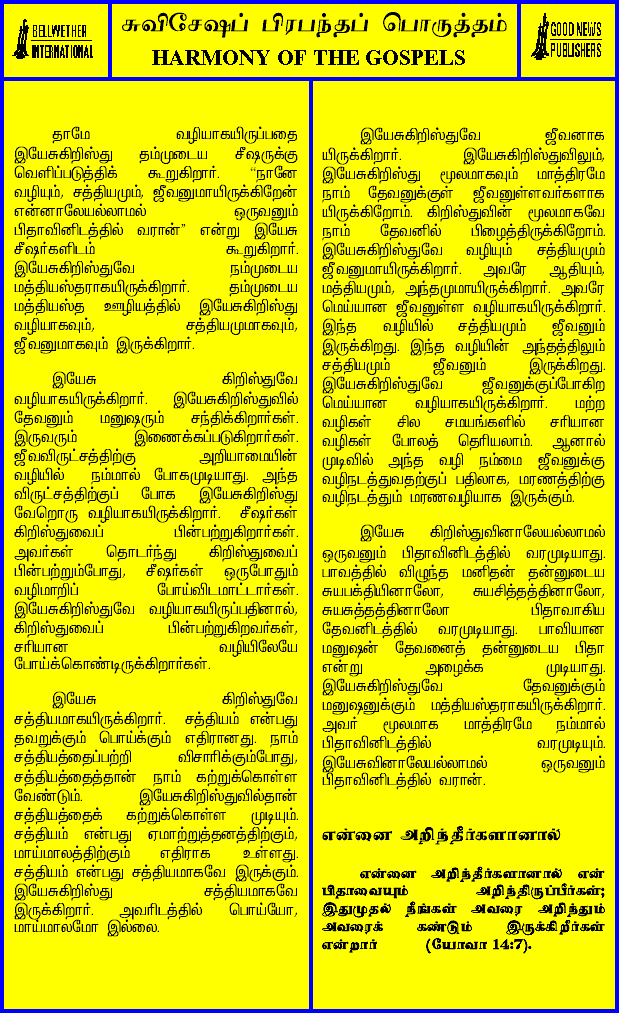 BELLWETHER
INTERNATIONAL
சுவிசேஷப் பிரபந்தப் பொருத்தம்
HARMONY OF THE GOSPELS
GOOD NEWS
PUBLISHERS
தாமே வழியாகயிருப்பதை
இயேசுகிறிஸ்து தம்முடைய சீஷருக்கு
வெளிப்படுத்திக் கூறுகிறார். “நானே
வழியும், சத்தியமும், ஜீவனுமாயிருக்கிறேன்
என்னாலேயல்லாமல் ஒருவனும்
பிதாவினிடத்தில் வரான்” என்று இயேசு
சீஷர்களிடம் கூறுகிறார்.
இயேசுகிறிஸ்துவே நம்முடைய
மத்தியஸ்தராகயிருக்கிறார். தம்முடைய
மத்தியஸ்த ஊழியத்தில் இயேசுகிறிஸ்து
வழியாகவும், சத்தியமுமாகவும்,
ஜீவனுமாகவும் இருக்கிறார்.
இயேசு கிறிஸ்துவே
வழியாகயிருக்கிறார். இயேசுகிறிஸ்துவில்
தேவனும் மனுஷரும் சந்திக்கிறார்கள்.
இருவரும் இணைக்கப்படுகிறார்கள்.
ஜீவவிருட்சத்திற்கு அறியாமையின்
வழியில் நம்மால் போகமுடியாது. அந்த
விருட்சத்திற்குப் போக இயேசுகிறிஸ்து
வேறொரு வழியாகயிருக்கிறார். சீஷர்கள்
கிறிஸ்துவைப் பின்பற்றுகிறார்கள்.
அவர்கள் தொடர்ந்து கிறிஸ்துவைப்
பின்பற்றும்போது, சீஷர்கள் ஒருபோதும்
வழிமாறிப் போய்விடமாட்டார்கள்.
இயேசுகிறிஸ்துவே வழியாகயிருப்பதினால்,
கிறிஸ்துவைப் பின்பற்றுகிறவர்கள்,
சரியான வழியிலேயே
போய்க்கொண்டிருக்கிறார்கள்.
இயேசு கிறிஸ்துவே
சத்தியமாகயிருக்கிறார். சத்தியம் என்பது
தவறுக்கும் பொய்க்கும் எதிரானது. நாம்
சத்தியத்தைப்பற்றி விசாரிக்கும்போது,
சத்தியத்தைத்தான் நாம் கற்றுக்கொள்ள
வேண்டும். இயேசுகிறிஸ்துவில்தான்
சத்தியத்தைக் கற்றுக்கொள்ள முடியும்.
சத்தியம் என்பது ஏமாற்றுத்தனத்திற்கும்,
மாய்மாலத்திற்கும் எதிராக உள்ளது.
சத்தியம் என்பது சத்தியமாகவே இருக்கும்.
இயேசுகிறிஸ்து சத்தியமாகவே
இருக்கிறார். அவரிடத்தில் பொய்யோ,
மாய்மாலமோ இல்லை.
இயேசுகிறிஸ்துவே ஜீவனாக
யிருக்கிறார். இயேசுகிறிஸ்துவிலும்,
இயேசுகிறிஸ்து மூலமாகவும் மாத்திரமே
நாம் தேவனுக்குள் ஜீவனுள்ளவர்களாக
யிருக்கிறோம். கிறிஸ்துவின் மூலமாகவே
நாம் தேவனில் பிழைத்திருக்கிறோம்.
இயேசுகிறிஸ்துவே வழியும் சத்தியமும்
ஜீவனுமாயிருக்கிறார். அவரே ஆதியும்,
மத்தியமும், அந்தமுமாயிருக்கிறார். அவரே
மெய்யான ஜீவனுள்ள வழியாகயிருக்கிறார்.
இந்த வழியில் சத்தியமும் ஜீவனும்
இருக்கிறது. இந்த வழியின் அந்தத்திலும்
சத்தியமும் ஜீவனும் இருக்கிறது.
இயேசுகிறிஸ்துவே ஜீவனுக்குப்போகிற
மெய்யான வழியாகயிருக்கிறார். மற்ற
வழிகள் சில சமயங்களில் சரியான
வழிகள் போலத் தெரியலாம். ஆனால்
முடிவில் அந்த வழி நம்மை ஜீவனுக்கு
வழிநடத்துவதற்குப் பதிலாக, மாரணத்திற்கு
வழிநடத்தும் மரணவழியாக இருக்கும்.
இயேசு கிறிஸ்துவினாலேயல்லாமல்
ஒருவனும் பிதாவினிடத்தில் வரமுடியாது.
பாவத்தில் விழுந்த மனிதன் தன்னுடைய
சுயபக்தியினாலோ, சுயசித்தத்தினாலோ,
சுயசுத்தத்தினாலோ பிதாவாகிய
தேவனிடத்தில் வரமுடியாது. பாவியான
மனுஷன் தேவனைத் தன்னுடைய பிதா
என்று அழைக்க முடியாது.
இயேசுகிறிஸ்துவே தேவனுக்கும்
மனுஷனுக்கும் மத்தியஸ்தராகயிருக்கிறார்.
அவர் மூலமாக மாத்திரமே நம்மால்
பிதாவினிடத்தில் வரமுடியும்.
இயேசுவினாலேயல்லாமல் ஒருவனும்
பிதாவினிடத்தில் வரான்.
என்னை அறிந்தீர்களானால்
என்னை அறிந்தீர்களானால் என்
பிதாவையும் அறிந்திருப்பீர்கள்;
இதுமுதல் நீங்கள் அவரை அறிந்தும்
அவரைக் கண்டும் இருக்கிறீர்கள்
என்றார் (யோவா 14:7).